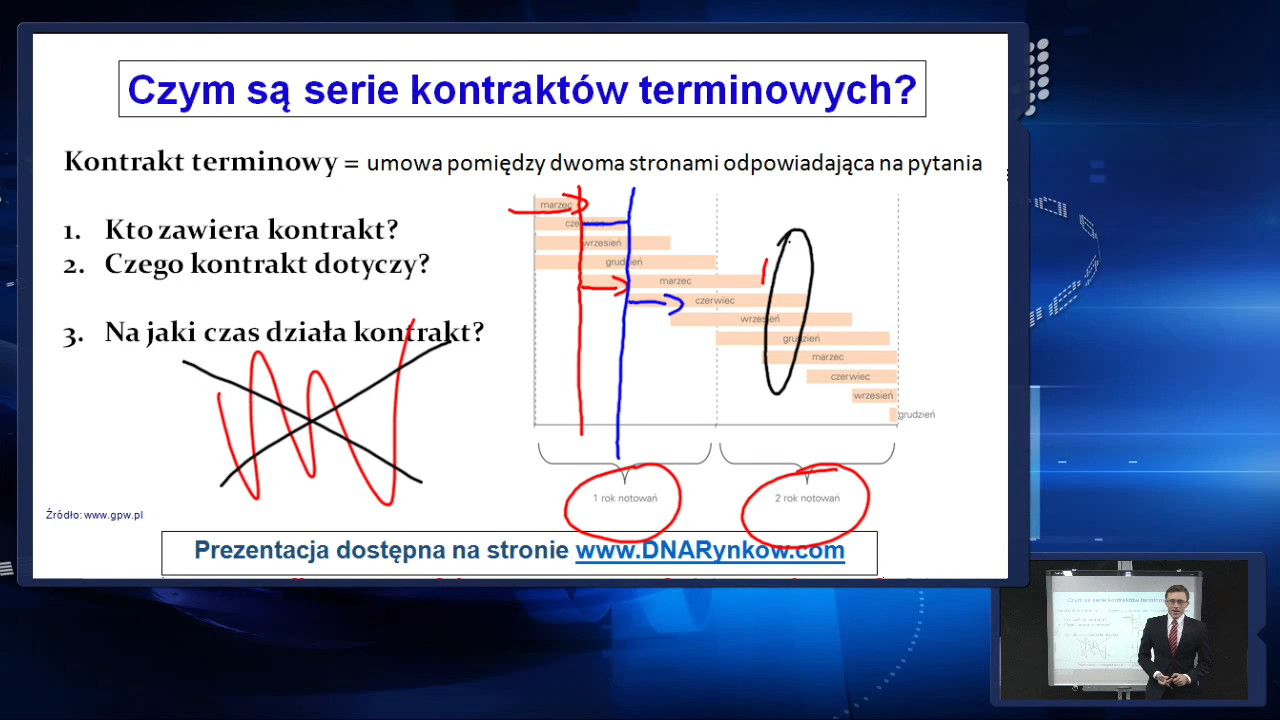 Czym są serie kontraktów terminowych?
Kontrakt terminowy = umowa pomiędzy dwoma stronami odpowiadająca na pytania
1. Kto zawiera kontrakt?
2. Czego kontrakt dotyczy?
3. Na jaki czas działa kontrakt?
marzec
czerwiec
wrzesień
grudzień
marzec
czerwiec
wrzesień
grudzień
marzec
czerwiec
wrzesień
grudzień
1 rok notowań
2 rok notowań
Źródło: www.gpw.pl
Prezentacja dostępna na stronie www.DNARynkow.com